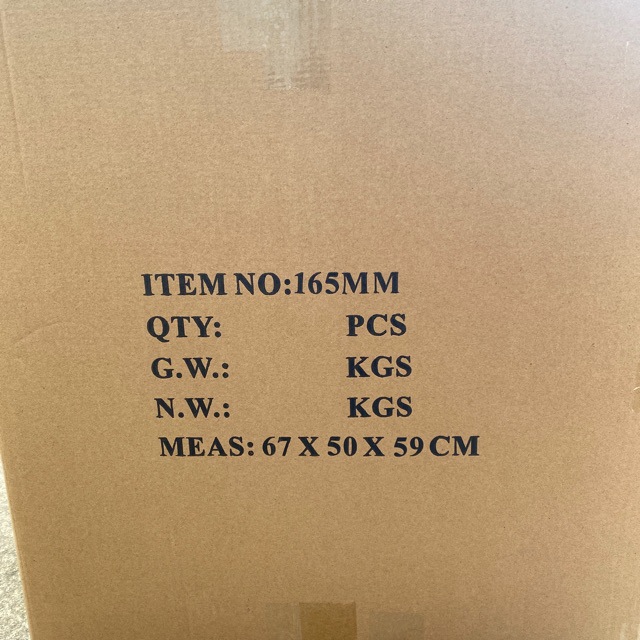 ITEM NO:165MM
QTY: PCS
G.W.: KGS
N.W.: KGS
MEAS: 67 X 50 X 59 CM